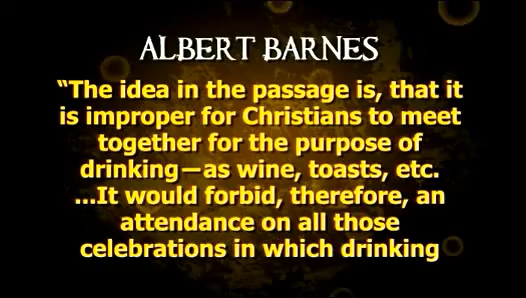 ALBERT BARNES
“The idea in the passage is, that it
is improper for Christians to meet
together for the purpose of
drinking—as wine, toasts, etc.
...It would forbid, therefore, an
attendance on all those
celebrations in which drinking